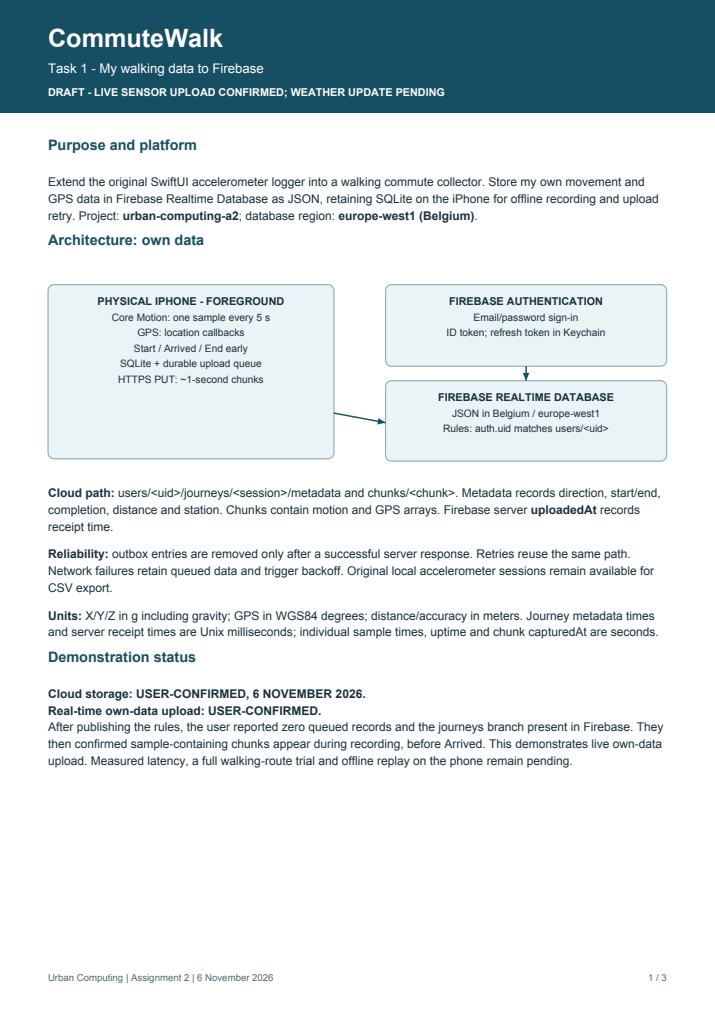 CommuteWalk
Task 1 - My walking data to Firebase
DRAFT - LIVE SENSOR UPLOAD CONFIRMED; WEATHER UPDATE PENDING
Purpose and platform
Extend the original SwiftUI accelerometer logger into a walking commute collector. Store my own movement and
GPS data in Firebase Realtime Database as JSON, retaining SQLite on the iPhone for offline recording and upload
retry. Project: urban-computing-a2; database region: europe-west1 (Belgium).
Architecture: own data
PHYSICAL IPHONE - FOREGROUND
Core Motion: one sample every 5 s
GPS: location callbacks
Start / Arrived / End early
SQLite + durable upload queue
HTTPS PUT: ~1-second chunks
FIREBASE AUTHENTICATION
Email/password sign-in
ID token; refresh token in Keychain
FIREBASE REALTIME DATABASE
JSON in Belgium / europe-west1
Rules: auth.uid matches users/<uid>
Cloud path: users/<uid>/journeys/<session>/metadata and chunks/<chunk>. Metadata records direction, start/end,
completion, distance and station. Chunks contain motion and GPS arrays. Firebase server uploadedAt records
receipt time.
Reliability: outbox entries are removed only after a successful server response. Retries reuse the same path.
Network failures retain queued data and trigger backoff. Original local accelerometer sessions remain available for
CSV export.
Units: X/Y/Z in g including gravity; GPS in WGS84 degrees; distance/accuracy in meters. Journey metadata times
and server receipt times are Unix milliseconds; individual sample times, uptime and chunk capturedAt are seconds.
Demonstration status
Cloud storage: USER-CONFIRMED, 6 NOVEMBER 2026.
Real-time own-data upload: USER-CONFIRMED.
After publishing the rules, the user reported zero queued records and the journeys branch present in Firebase. They
then confirmed sample-containing chunks appear during recording, before Arrived. This demonstrates live own-data
upload. Measured latency, a full walking-route trial and offline replay on the phone remain pending.
Urban Computing | Assignment 2 | 6 November 2026
1 / 3